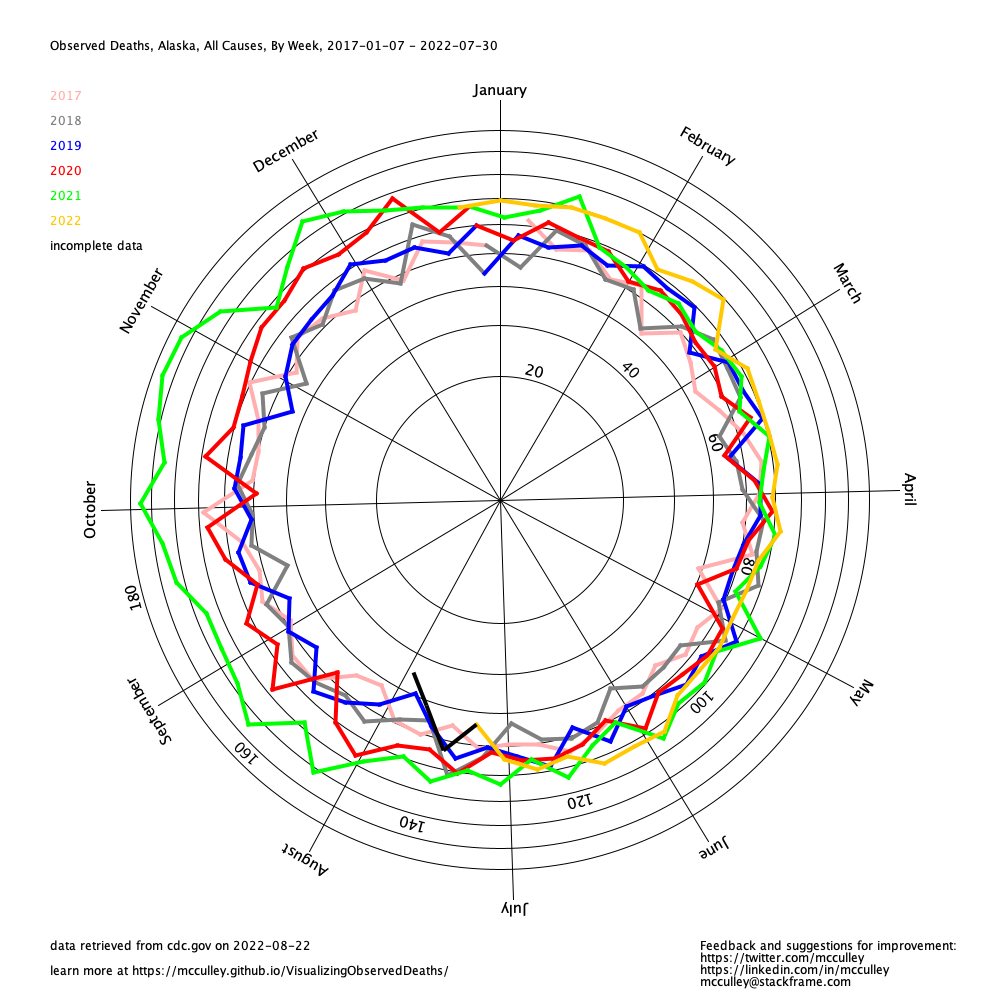 Observed Deaths, Alaska, All Causes, By Week, 2017-01-07 - 2022-07-30
2017
2018
2019
2020
2021
2022
incomplete data
January
February
March
April
May
June
July
August
September
October
November
December
20
40
60
80
100
120
140
160
180
data retrieved from cdc.gov on 2022-08-22
learn more at https://mcculley.github.io/VisualizingObservedDeaths/
Feedback and suggestions for improvement:
https://twitter.com/mcculley
https://linkedin.com/in/mcculley
mcculley@stackframe.com